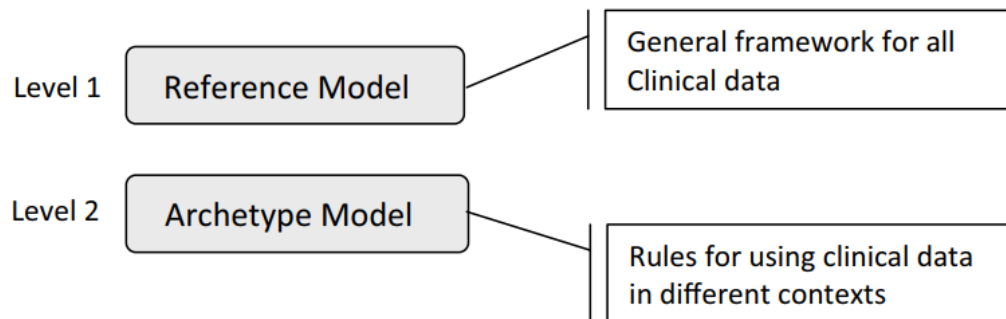 Level 1
Reference Model
General framework for all
Clinical data
Level 2
Archetype Model
Rules for using clinical data
in different contexts